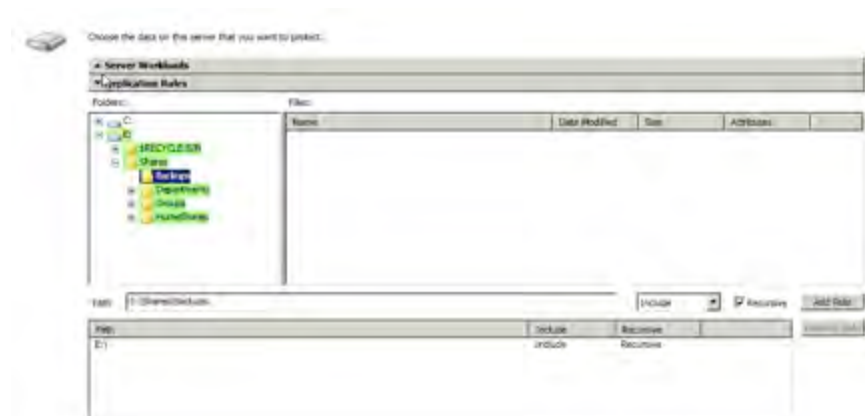 Choose the data on this server that you want to protect.
Server Workloads
Replication Rules
Folders:
Files:
C:
E:
$RECYCLE.BIN
Shares
Backups
Departments
Groups
HomeShares
Name
Date Modified
Size
Attributes
Path:
Include
Recursive
Add Rule
Path
Include
Recursive
E:\
Include
Recursive